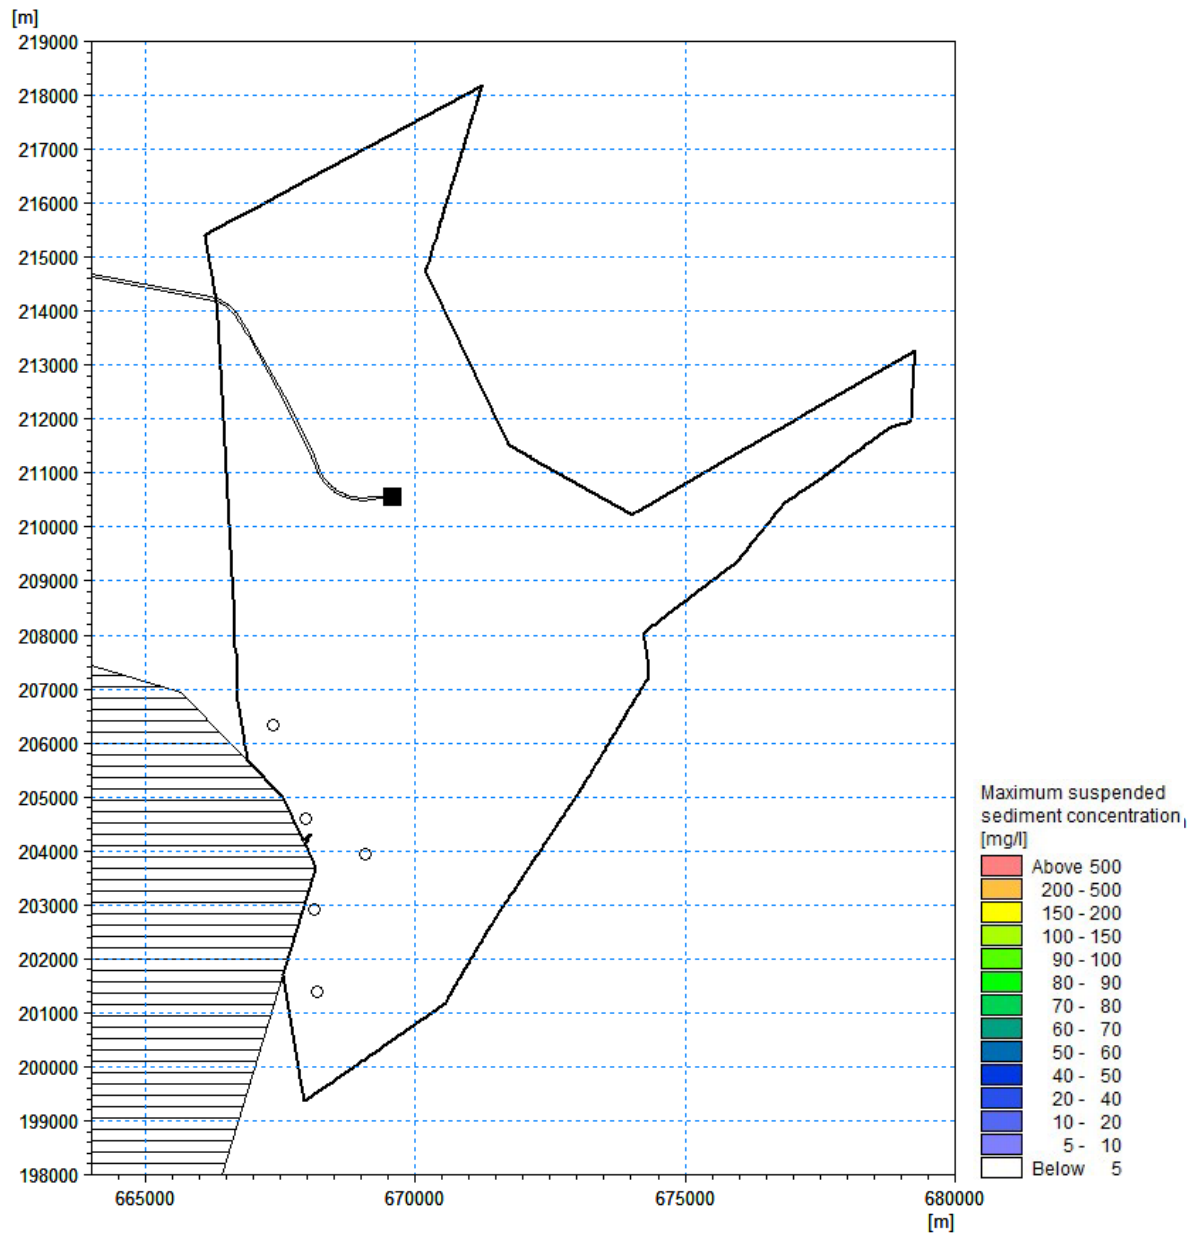 [m]
219000
218000
217000
216000
215000
214000
213000
212000
211000
210000
209000
208000
207000
206000
205000
204000
203000
202000
201000
200000
199000
198000
665000 670000 675000 680000
[m]
Maximum suspended
sediment concentration
[mg/l]
Above 500
200 - 500
150 - 200
100 - 150
90 - 100
80 - 90
70 - 80
60 - 70
50 - 60
40 - 50
20 - 40
10 - 20
5 - 10
Below 5